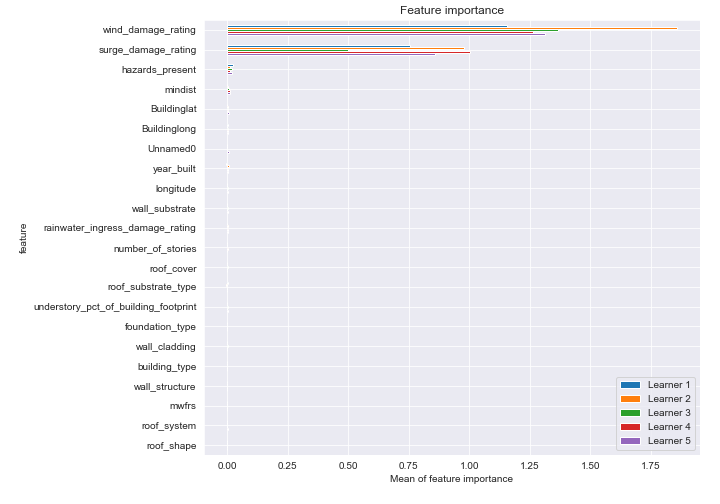 Feature importance
wind_damage_rating
surge_damage_rating
hazards_present
mindist
Buildinglat
Buildinglong
Unnamed0
year_built
longitude
wall_substrate
rainwater_ingress_damage_rating
number_of_stories
roof_cover
roof_substrate_type
understory_pct_of_building_footprint
foundation_type
wall_cladding
building_type
wall_structure
mwfrs
roof_system
roof_shape
feature
Learner 1
Learner 2
Learner 3
Learner 4
Learner 5
0.00 0.25 0.50 0.75 1.00 1.25 1.50 1.75
Mean of feature importance